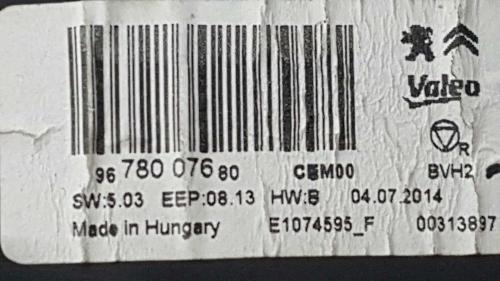 Valeo
R
96 780 076 80 CEM00 BVH2
SW:5.03 EEP:08.13 HW:B 04.07.2014
Made in Hungary E1074595_F 00313897